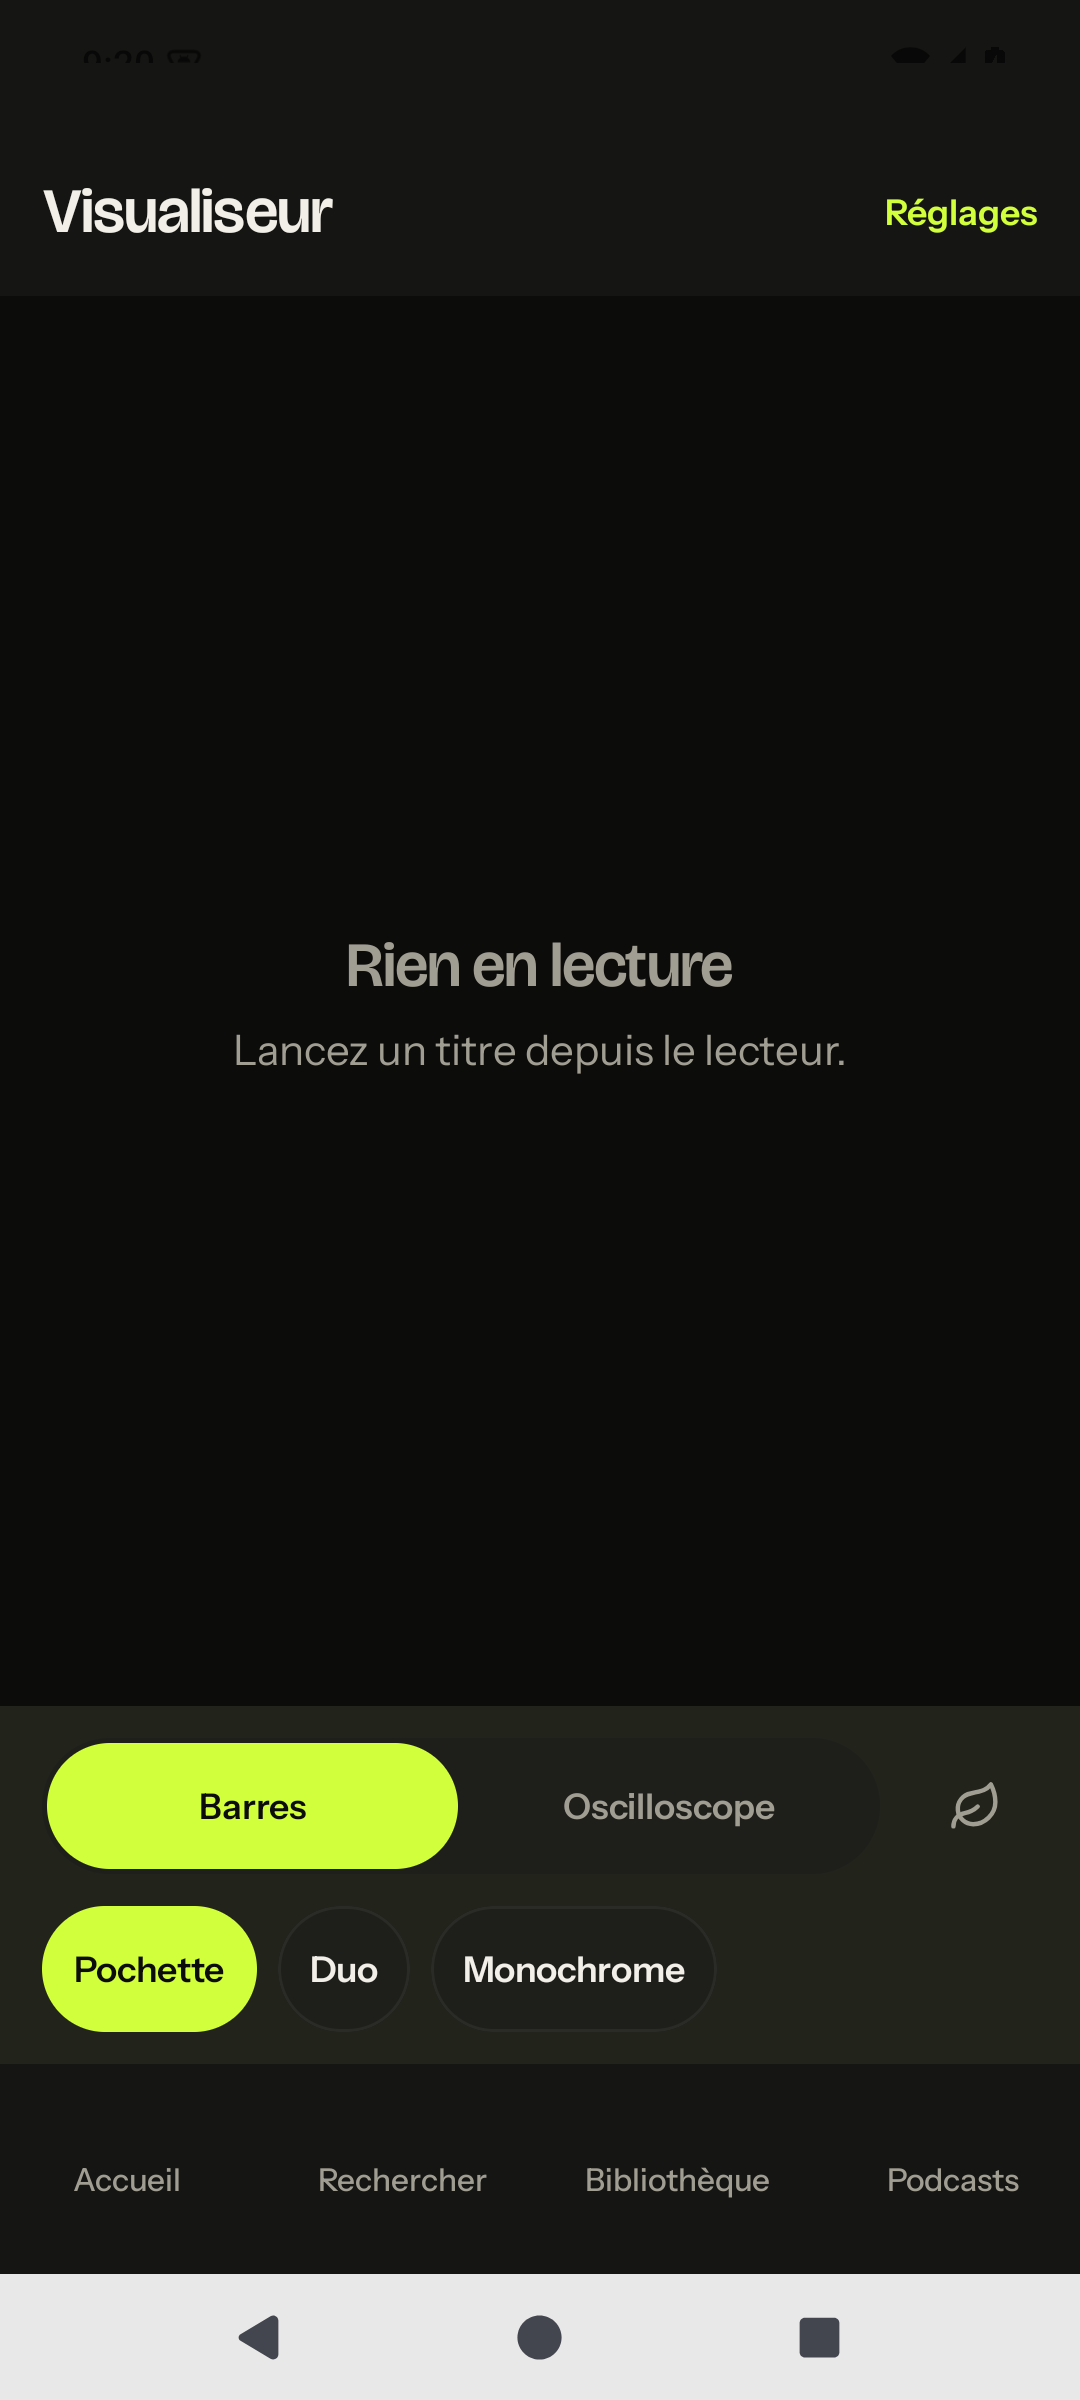 Visualiseur
Réglages
Rien en lecture
Lancez un titre depuis le lecteur.
Barres
Oscilloscope
Pochette
Duo
Monochrome
Accueil
Rechercher
Bibliothèque
Podcasts